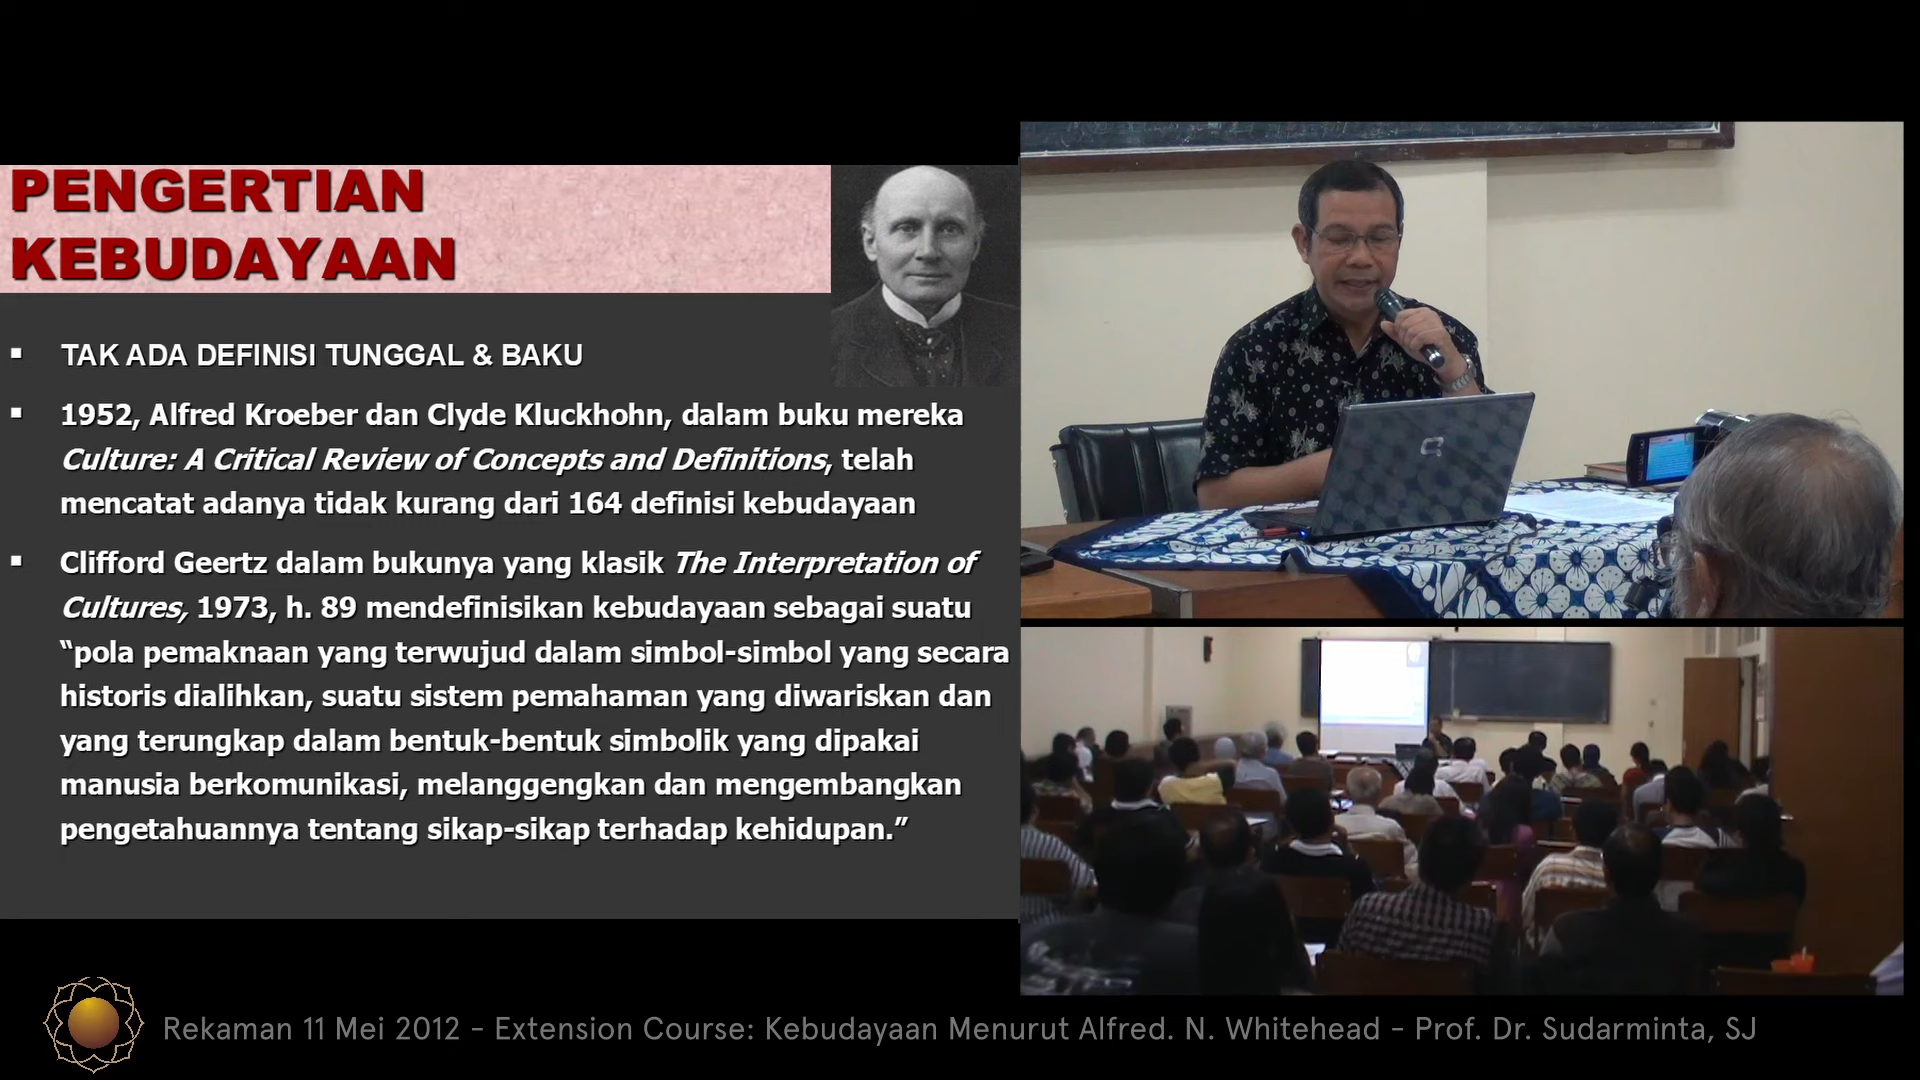 PENGERTIAN
KEBUDAYAAN
▪ TAK ADA DEFINISI TUNGGAL & BAKU
▪ 1952, Alfred Kroeber dan Clyde Kluckhohn, dalam buku mereka
Culture: A Critical Review of Concepts and Definitions, telah
mencatat adanya tidak kurang dari 164 definisi kebudayaan
▪ Clifford Geertz dalam bukunya yang klasik The Interpretation of
Cultures, 1973, h. 89 mendefinisikan kebudayaan sebagai suatu
“pola pemaknaan yang terwujud dalam simbol-simbol yang secara
historis dialihkan, suatu sistem pemahaman yang diwariskan dan
yang terungkap dalam bentuk-bentuk simbolik yang dipakai
manusia berkomunikasi, melanggengkan dan mengembangkan
pengetahuannya tentang sikap-sikap terhadap kehidupan.”
Rekaman 11 Mei 2012 - Extension Course: Kebudayaan Menurut Alfred. N. Whitehead - Prof. Dr. Sudarminta, SJ